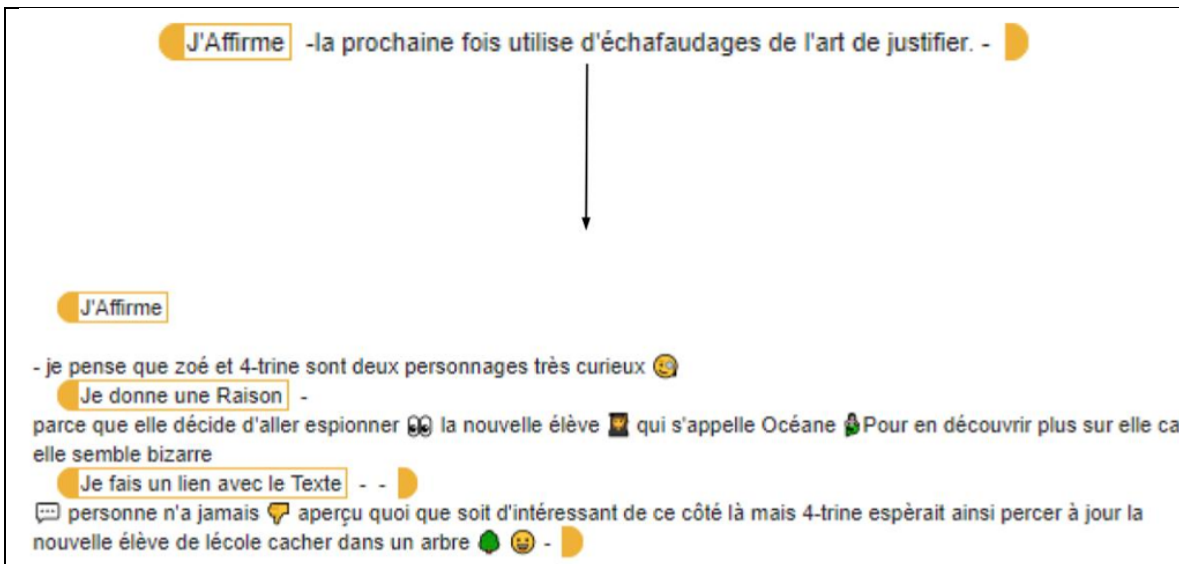 J'Affirme -la prochaine fois utilise d'échafaudages de l'art de justifier. -
J'Affirme
- je pense que zoé et 4-trine sont deux personnages très curieux 🧐
Je donne une Raison -
parce que elle décide d'aller espionner 👀 la nouvelle élève 👩‍🎓 qui s'appelle Océane 🧜‍♀️Pour en découvrir plus sur elle ca
elle semble bizarre
Je fais un lien avec le Texte - -
💬 personne n'a jamais 👎 aperçu quoi que soit d'intéressant de ce côté là mais 4-trine espèrait ainsi percer à jour la
nouvelle élève de lécole cacher dans un arbre 🌳 😀 -